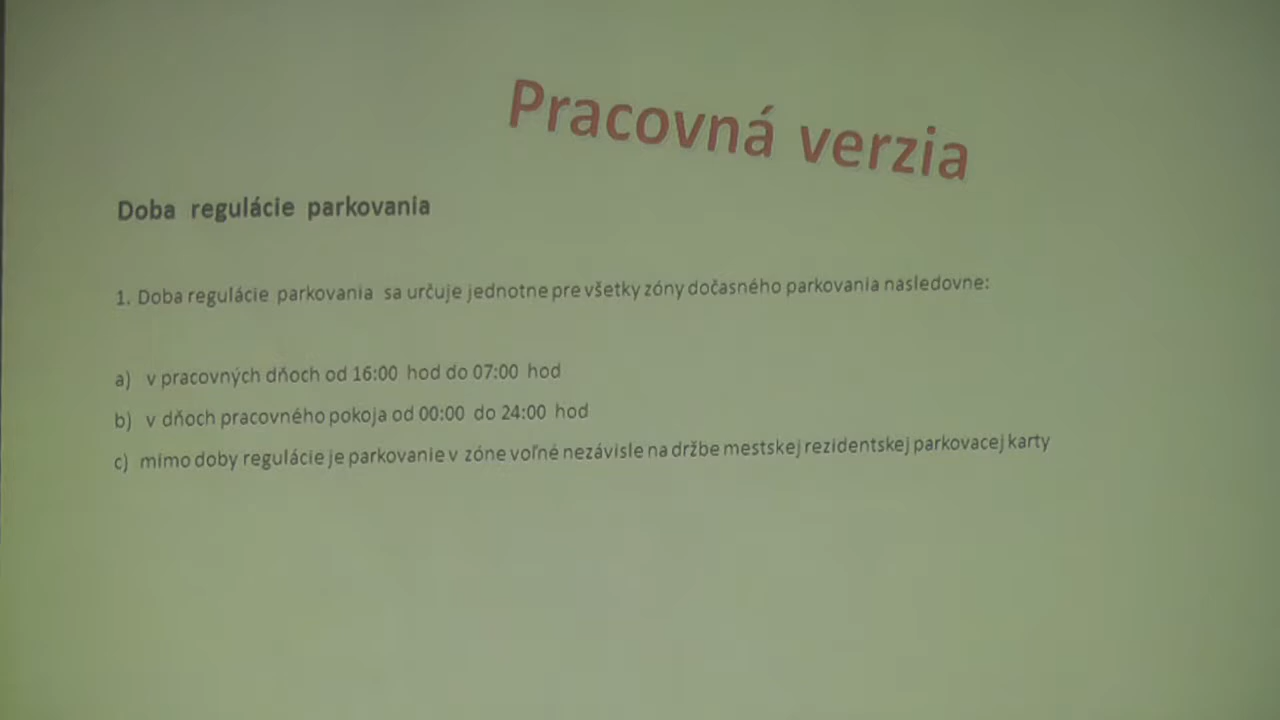 Pracovná verzia
Doba regulácie parkovania
1. Doba regulácie parkovania sa určuje jednotne pre všetky zóny dočasného parkovania nasledovne:
a) v pracovných dňoch od 16:00 hod do 07:00 hod
b) v dňoch pracovného pokoja od 00:00 do 24:00 hod
c) mimo doby regulácie je parkovanie v zóne voľné nezávisle na držbe mestskej rezidentskej parkovacej karty